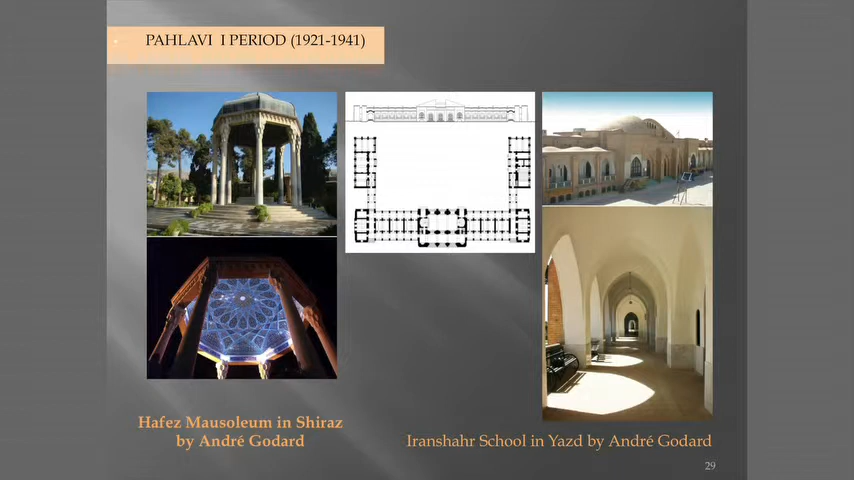 PAHLAVI I PERIOD (1921-1941)
Hafez Mausoleum in Shiraz
by André Godard
Iranshahr School in Yazd by André Godard
29